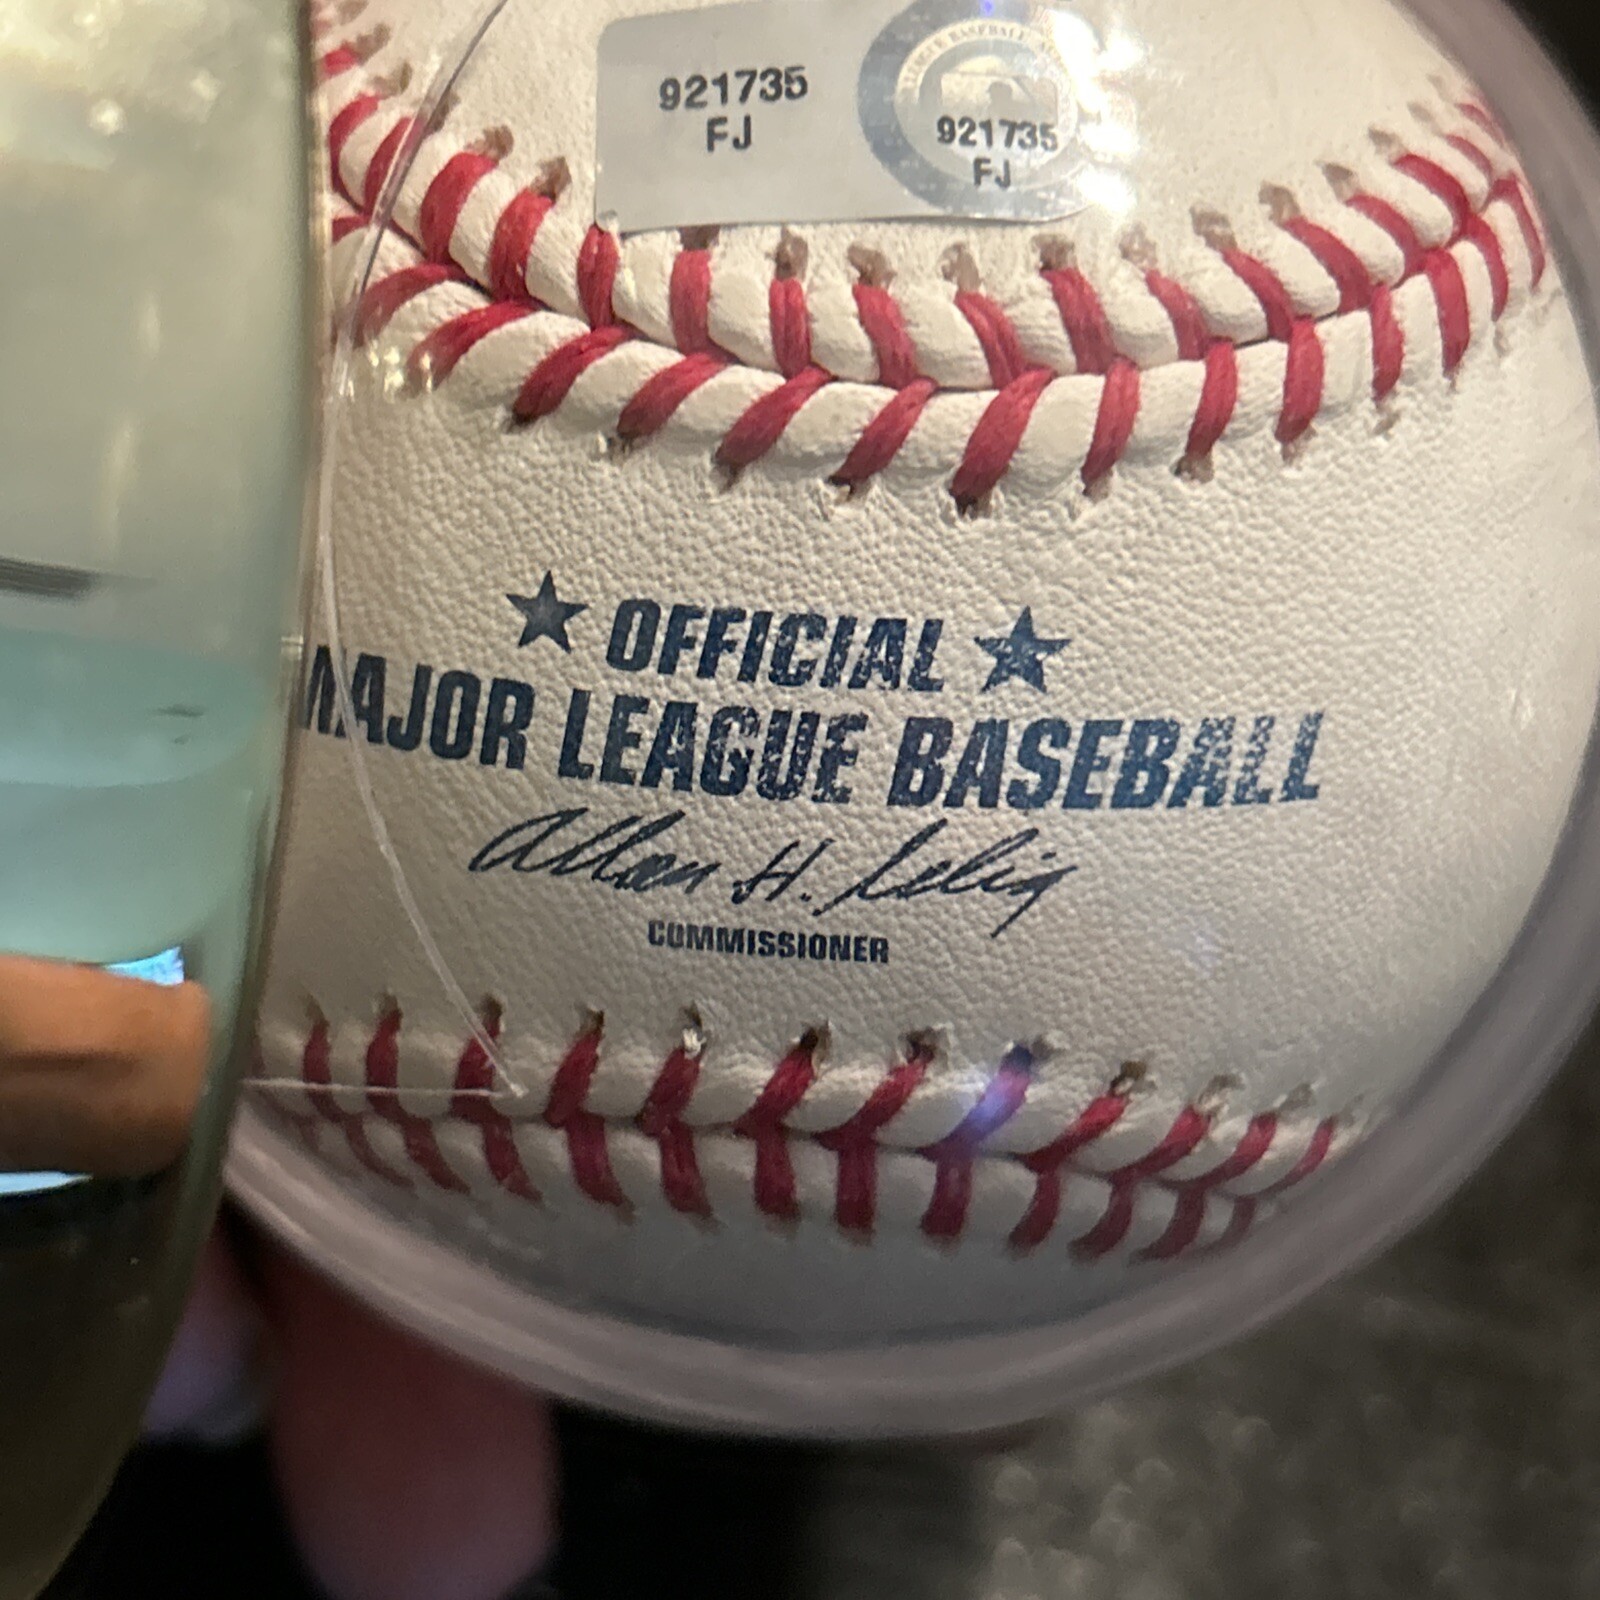 921735
FJ
921735
FJ
★ OFFICIAL ★
MAJOR LEAGUE BASEBALL
Allan H. Selig
COMMISSIONER